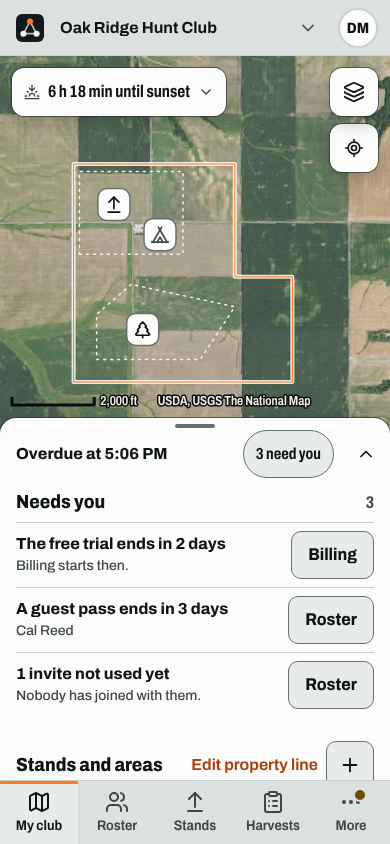 Oak Ridge Hunt Club
DM
6 h 18 min until sunset
2,000 ft
USDA, USGS The National Map
Overdue at 5:06 PM
3 need you
Needs you
3
The free trial ends in 2 days
Billing starts then.
Billing
A guest pass ends in 3 days
Cal Reed
Roster
1 invite not used yet
Nobody has joined with them.
Roster
Stands and areas
Edit property line
My club
Roster
Stands
Harvests
More